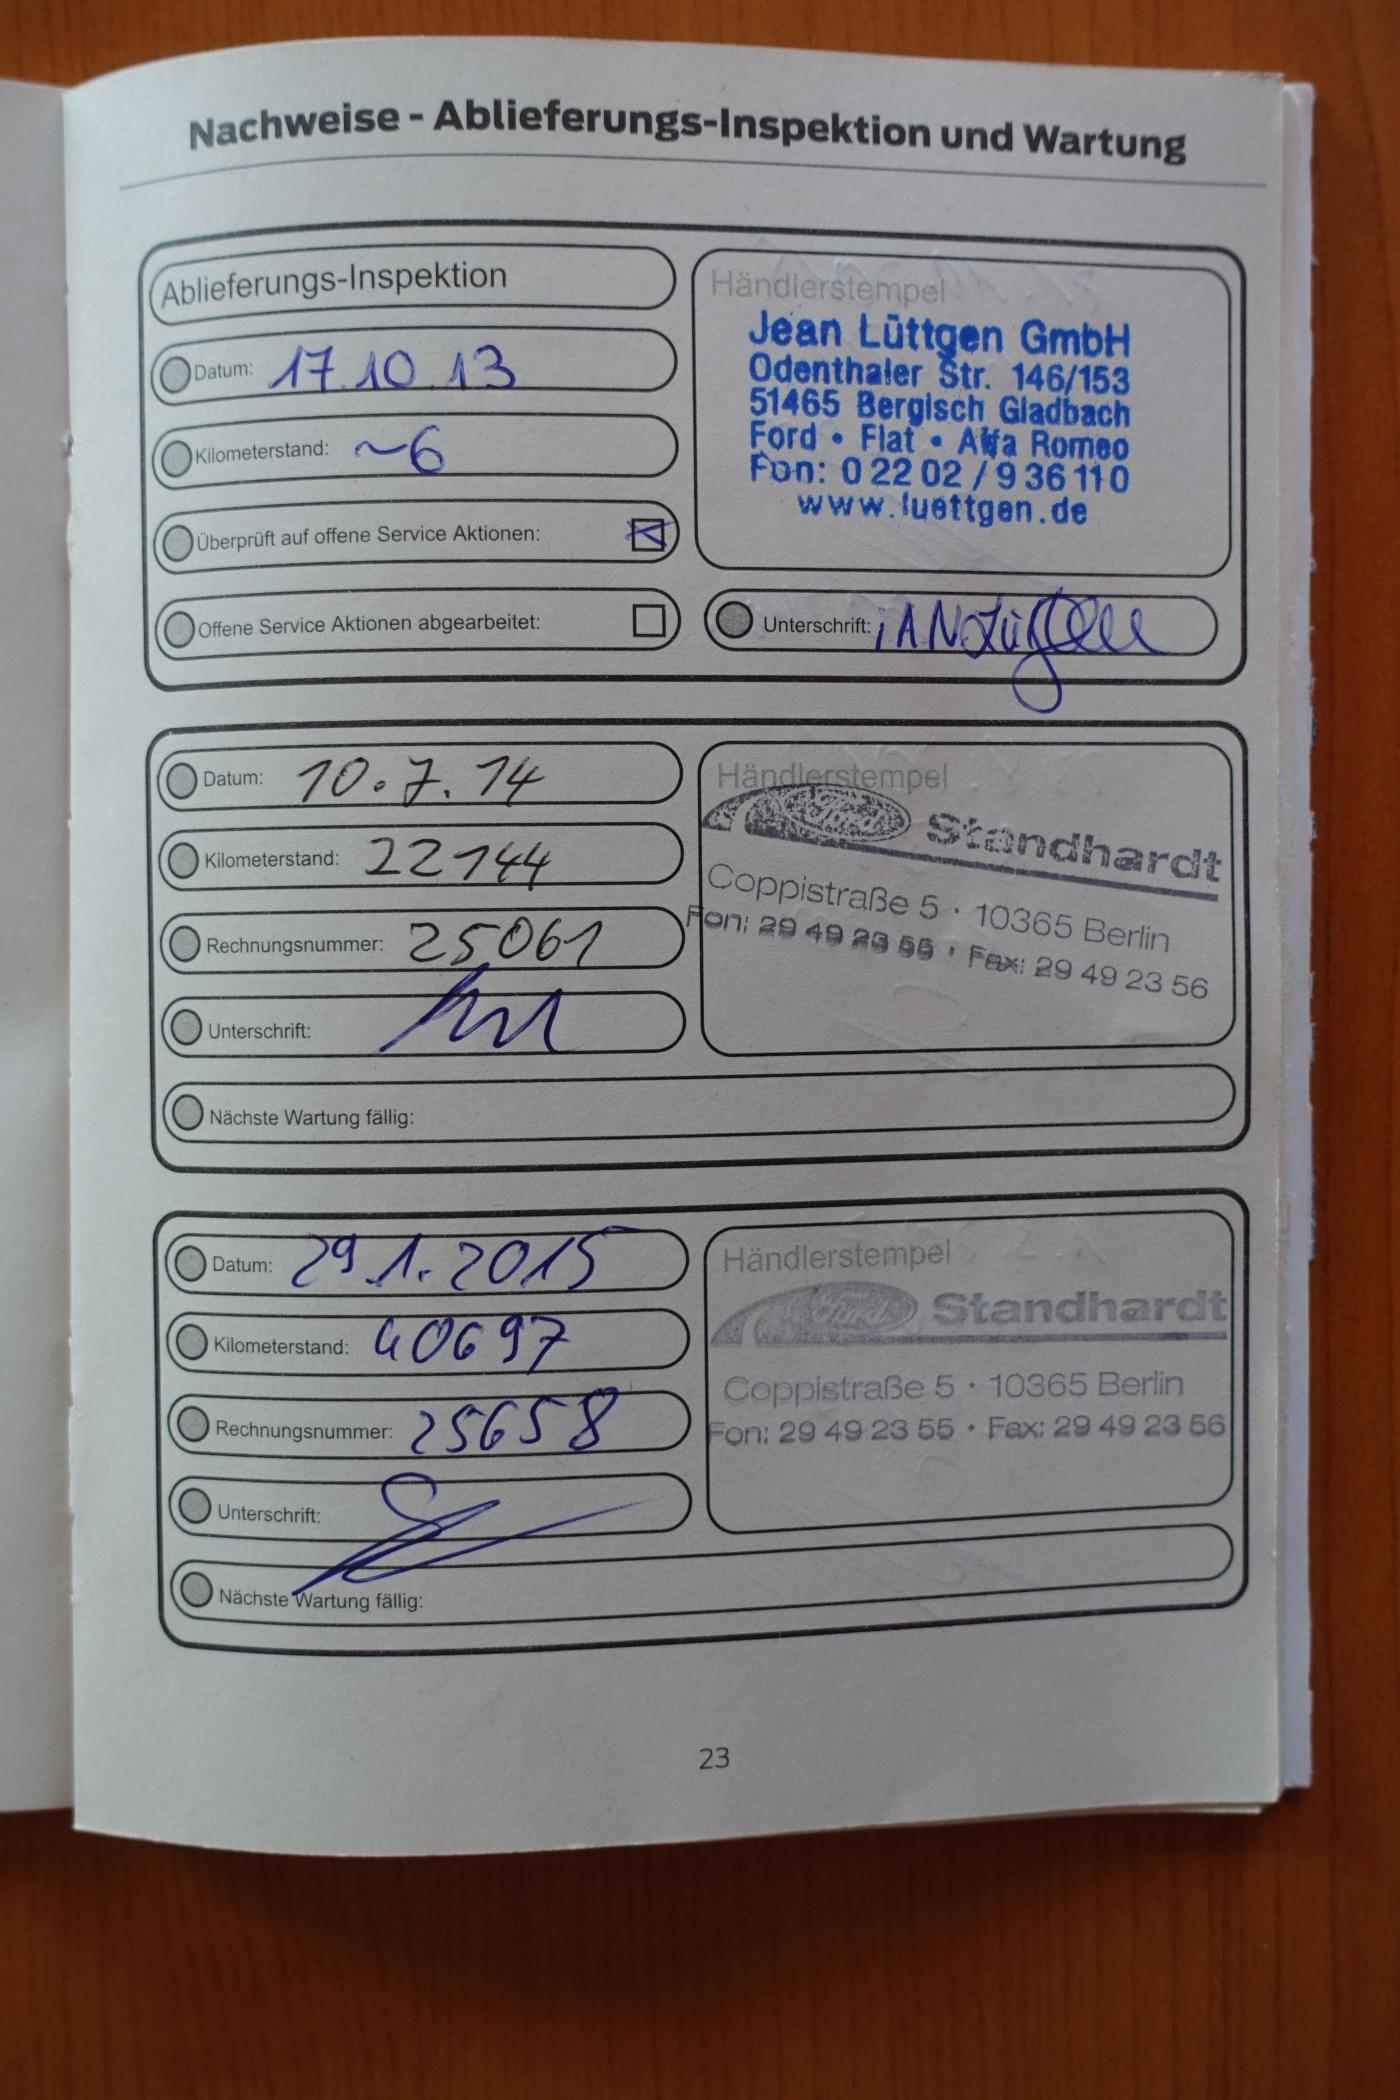 Nachweise - Ablieferungs-Inspektion und Wartung
Ablieferungs-Inspektion
Datum: 17.10.13
Kilometerstand: ~6
Überprüft auf offene Service Aktionen:
Offene Service Aktionen abgearbeitet:
Händlerstempel
Jean Lüttgen GmbH
Odenthaler Str. 146/153
51465 Bergisch Gladbach
Ford • Fiat • Alfa Romeo
Fon: 0 22 02 / 9 36 11 0
www.luettgen.de
Unterschrift:
Datum: 10.7.14
Kilometerstand: 22144
Rechnungsnummer: 25061
Unterschrift:
Händlerstempel
Ford Standhardt
Coppistraße 5 · 10365 Berlin
Fon: 29 49 23 55 · Fax: 29 49 23 56
Nächste Wartung fällig:
Datum: 29.1.2015
Kilometerstand: 40697
Rechnungsnummer: 25658
Unterschrift:
Händlerstempel
Ford Standhardt
Coppistraße 5 · 10365 Berlin
Fon: 29 49 23 55 · Fax: 29 49 23 56
Nächste Wartung fällig:
23